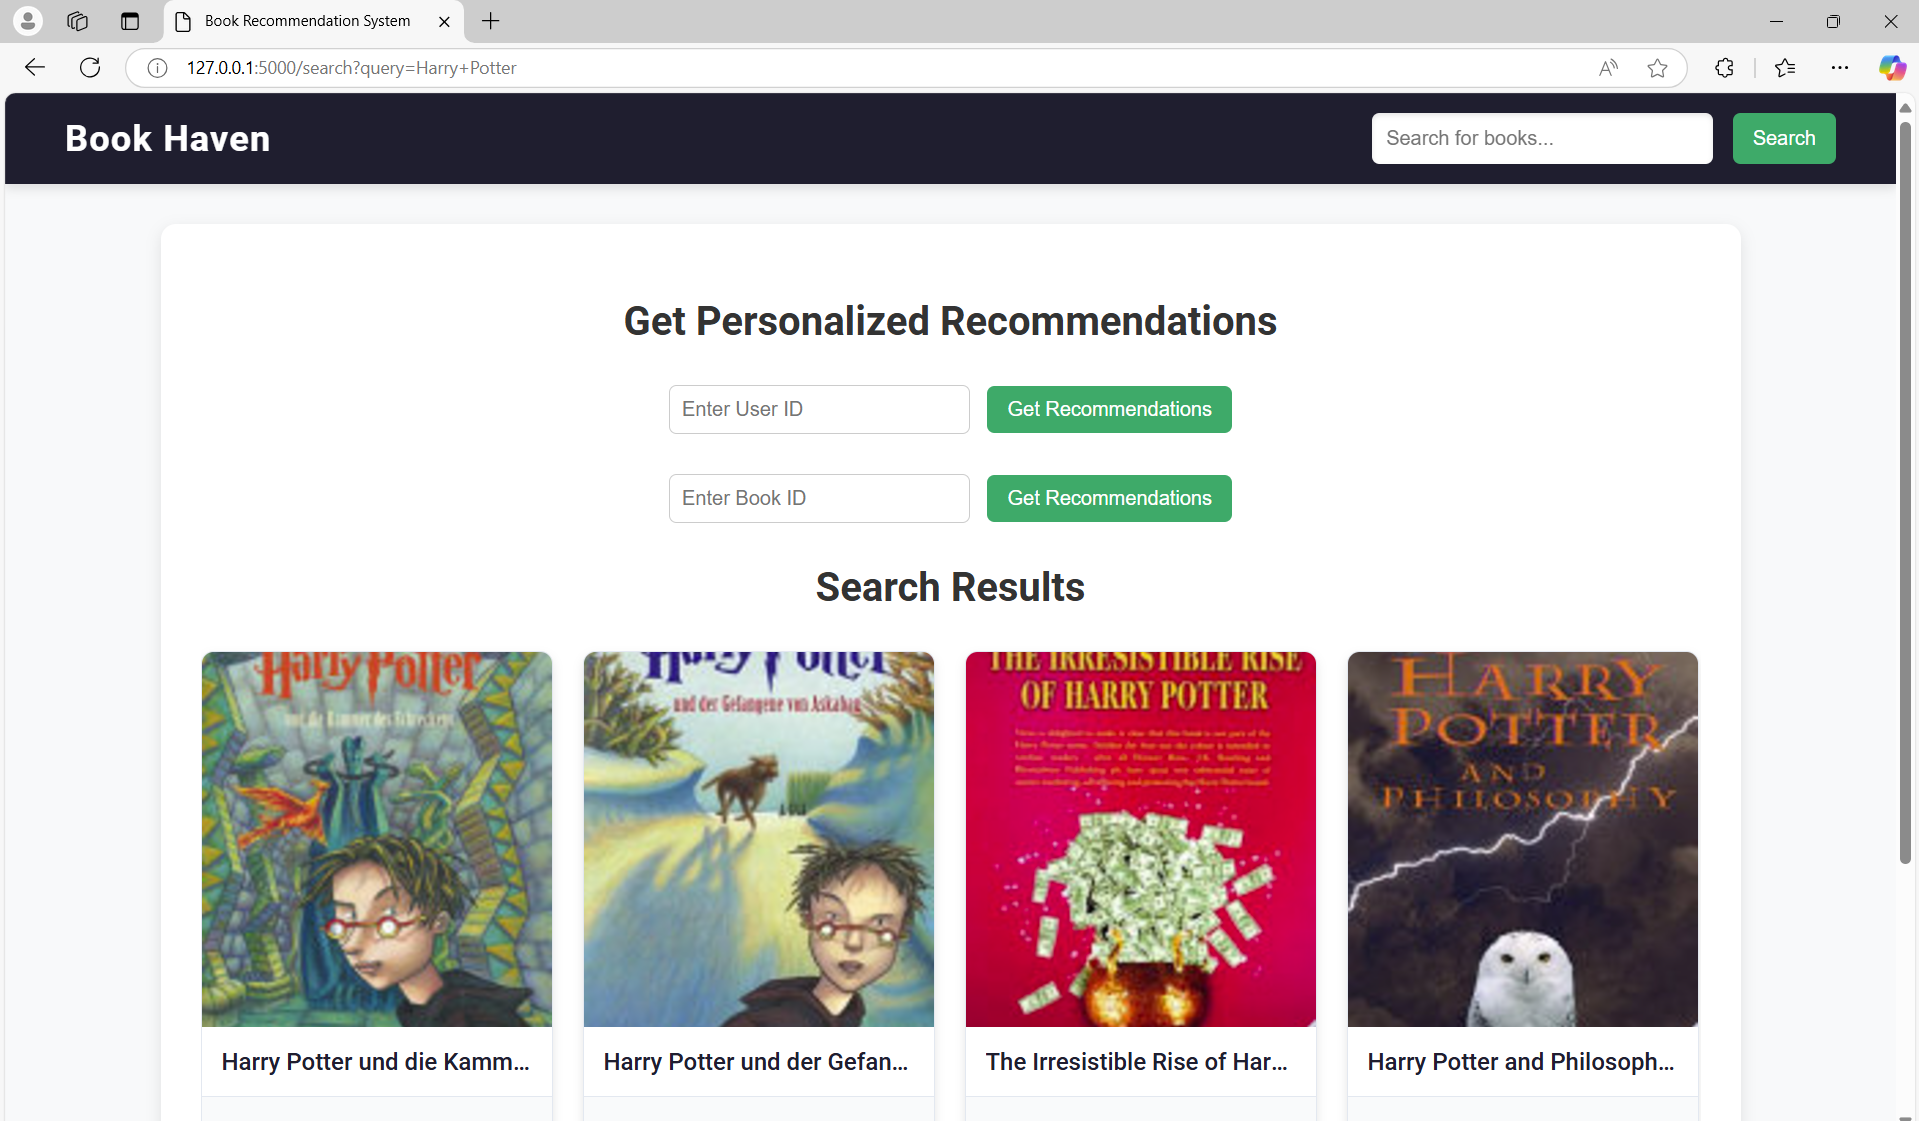 Book Recommendation System
127.0.0.1:5000/search?query=Harry+Potter
Book Haven
Search for books...
Search
Get Personalized Recommendations
Enter User ID
Get Recommendations
Enter Book ID
Get Recommendations
Search Results
Harry Potter
und die Kammer des Schreckens
Harry Potter
und der Gefangene von Askaban
THE IRRESISTIBLE RISE
OF HARRY POTTER
HARRY
POTTER
AND
PHILOSOPHY
Harry Potter und die Kamm...
Harry Potter und der Gefan...
The Irresistible Rise of Har...
Harry Potter and Philosoph...